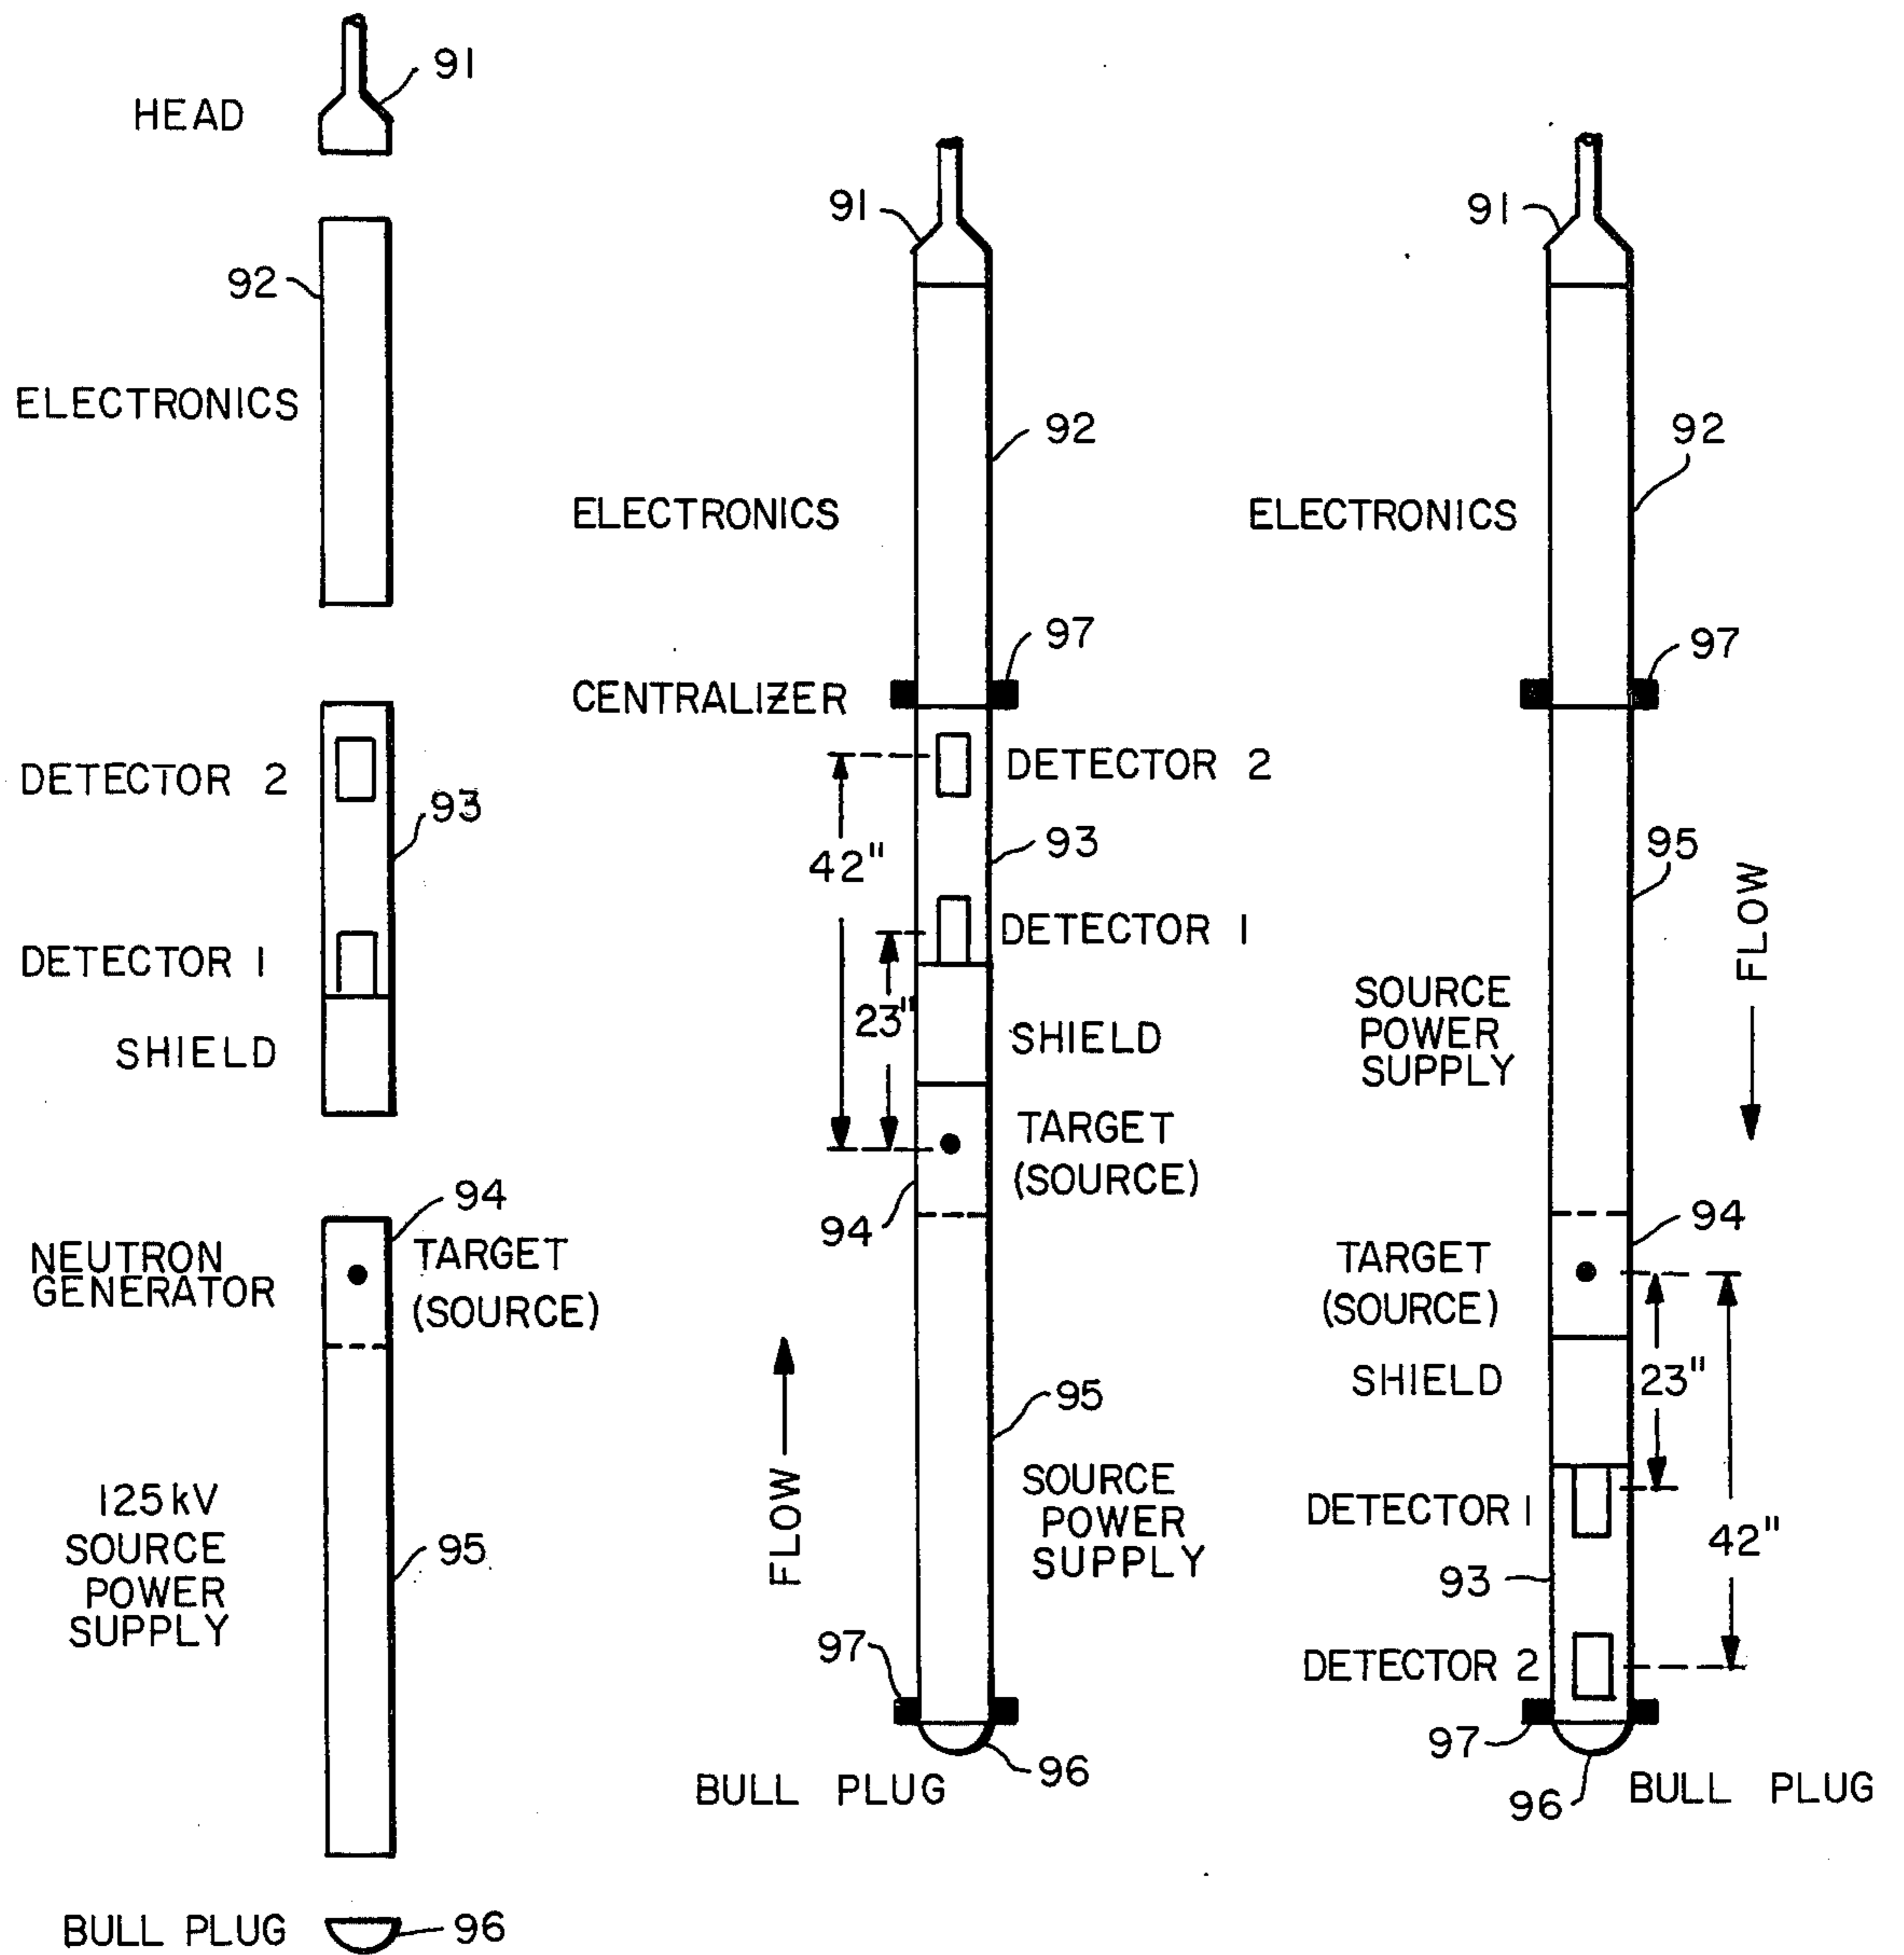 91
HEAD
92
ELECTRONICS
DETECTOR 2
93
DETECTOR 1
SHIELD
94
NEUTRON
GENERATOR
TARGET
(SOURCE)
125kV
SOURCE
POWER
SUPPLY
95
BULL PLUG
96
91
92
ELECTRONICS
97
CENTRALIZER
DETECTOR 2
42"
93
DETECTOR 1
23"
SHIELD
TARGET
(SOURCE)
94
95
FLOW
SOURCE
POWER
SUPPLY
97
96
BULL PLUG
91
92
ELECTRONICS
97
95
FLOW
SOURCE
POWER
SUPPLY
94
TARGET
(SOURCE)
23"
SHIELD
DETECTOR 1
42"
93
DETECTOR 2
97
96
BULL PLUG